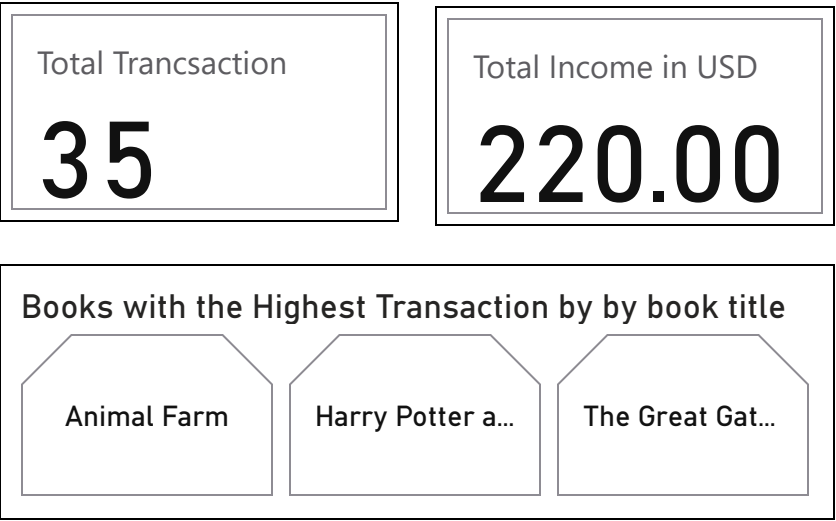 Total Trancsaction
35
Total Income in USD
220.00
Books with the Highest Transaction by by book title
Animal Farm
Harry Potter a...
The Great Gat...